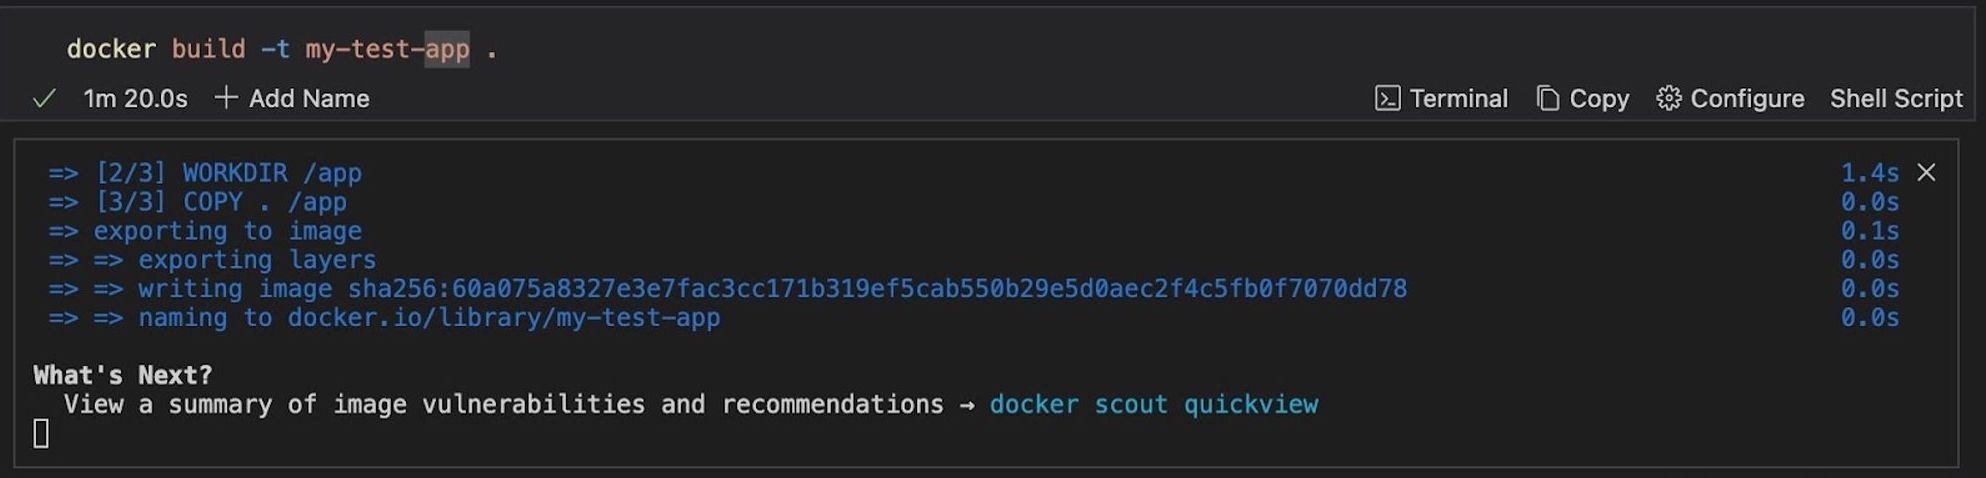 docker build -t my-test-app .
1m 20.0s Add Name Terminal Copy Configure Shell Script
=> [2/3] WORKDIR /app 1.4s
=> [3/3] COPY . /app 0.0s
=> exporting to image 0.1s
=> => exporting layers 0.0s
=> => writing image sha256:60a075a8327e3e7fac3cc171b319ef5cab550b29e5d0aec2f4c5fb0f7070dd78 0.0s
=> => naming to docker.io/library/my-test-app 0.0s
What's Next?
View a summary of image vulnerabilities and recommendations → docker scout quickview